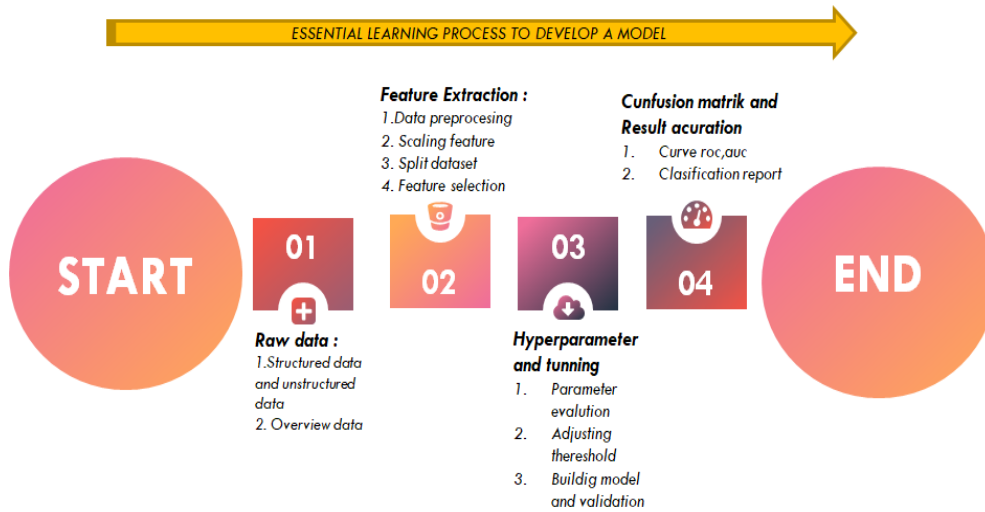 ESSENTIAL LEARNING PROCESS TO DEVELOP A MODEL
START
01
Raw data :
1.Structured data
and unstructured
data
2. Overview data
Feature Extraction :
1.Data preprocesing
2. Scaling feature
3. Split dataset
4. Feature selection
02
03
Hyperparameter
and tunning
1. Parameter
evalution
2. Adjusting
thereshold
3. Buildig model
and validation
Cunfusion matrik and
Result acuration
1. Curve roc,auc
2. Clasification report
04
END